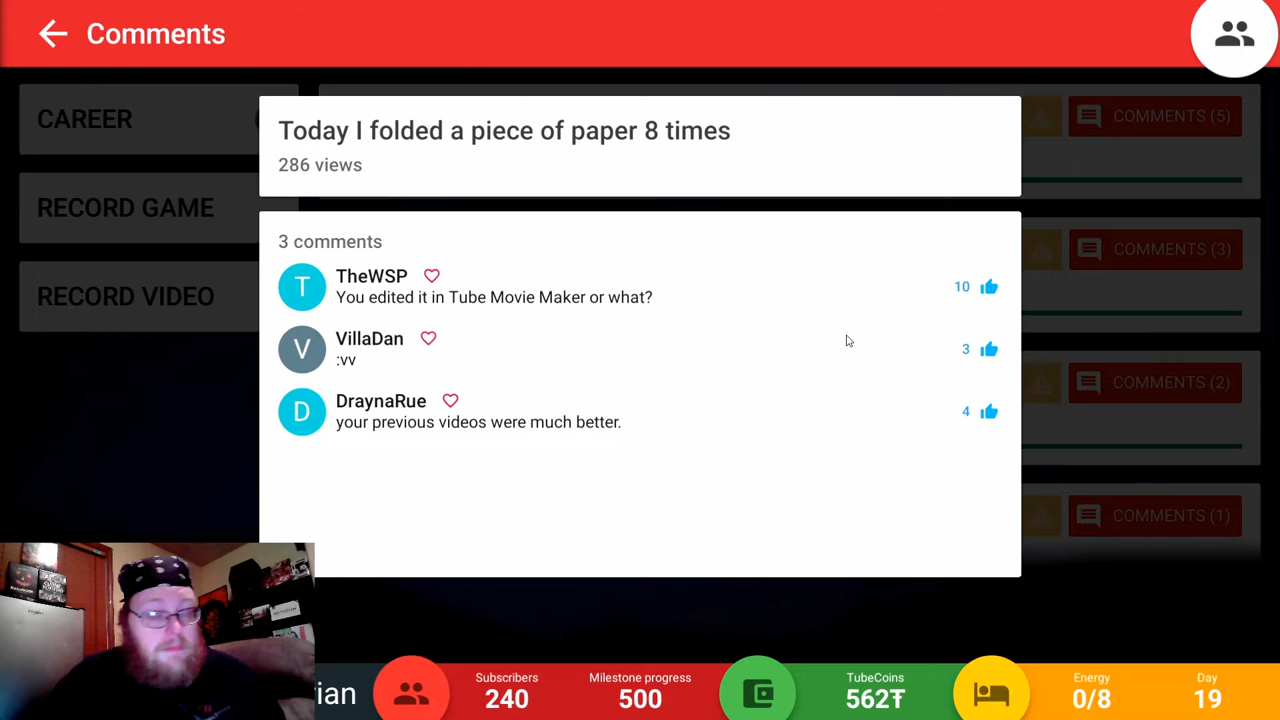 Comments
CAREER
RECORD GAME
RECORD VIDEO
COMMENTS (5)
COMMENTS (3)
COMMENTS (2)
COMMENTS (1)
Today I folded a piece of paper 8 times
286 views
3 comments
T
TheWSP
You edited it in Tube Movie Maker or what?
10
V
VillaDan
:vv
3
D
DraynaRue
your previous videos were much better.
4
ian
Subscribers
240
Milestone progress
500
TubeCoins
562Ŧ
Energy
0/8
Day
19